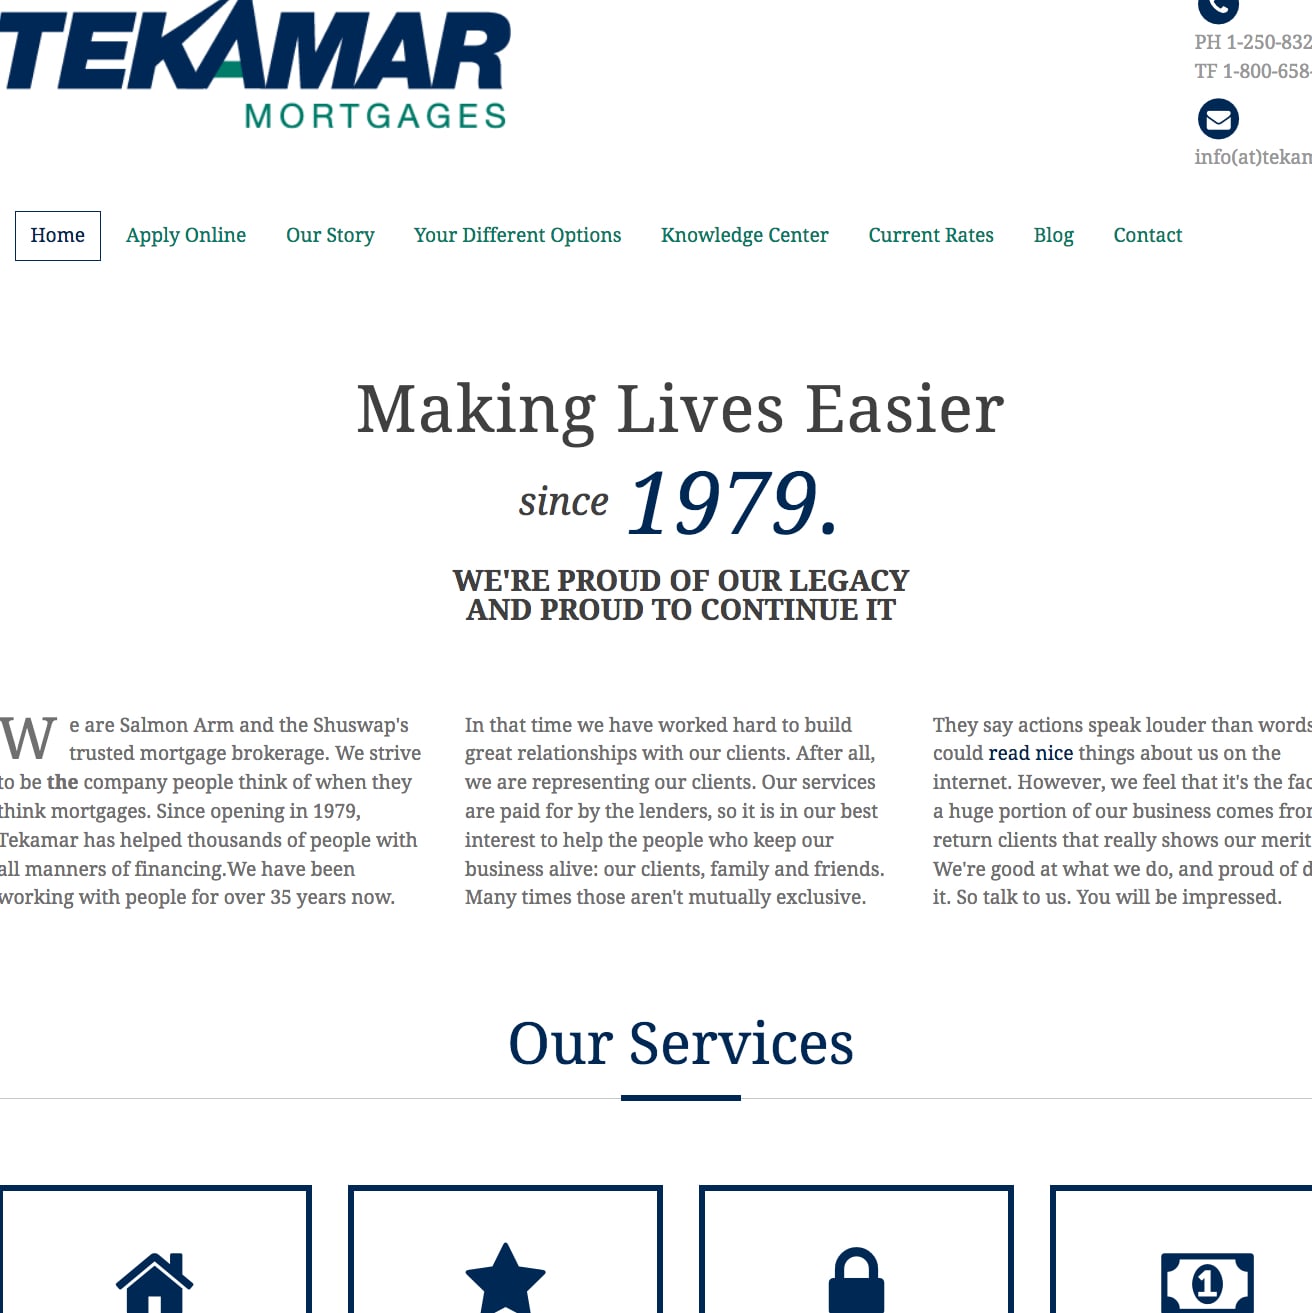 TEKAMAR
MORTGAGES
PH 1-250-832
TF 1-800-658-
info(at)tekam
Home
Apply Online
Our Story
Your Different Options
Knowledge Center
Current Rates
Blog
Contact
Making Lives Easier
since 1979.
WE'RE PROUD OF OUR LEGACY
AND PROUD TO CONTINUE IT
We are Salmon Arm and the Shuswap's
trusted mortgage brokerage. We strive
to be the company people think of when they
think mortgages. Since opening in 1979,
Tekamar has helped thousands of people with
all manners of financing.We have been
working with people for over 35 years now.
In that time we have worked hard to build
great relationships with our clients. After all,
we are representing our clients. Our services
are paid for by the lenders, so it is in our best
interest to help the people who keep our
business alive: our clients, family and friends.
Many times those aren't mutually exclusive.
They say actions speak louder than words
could read nice things about us on the
internet. However, we feel that it's the
a huge portion of our business comes
return clients that really shows our merit
We're good at what we do, and proud of
it. So talk to us. You will be impressed.
Our Services
1